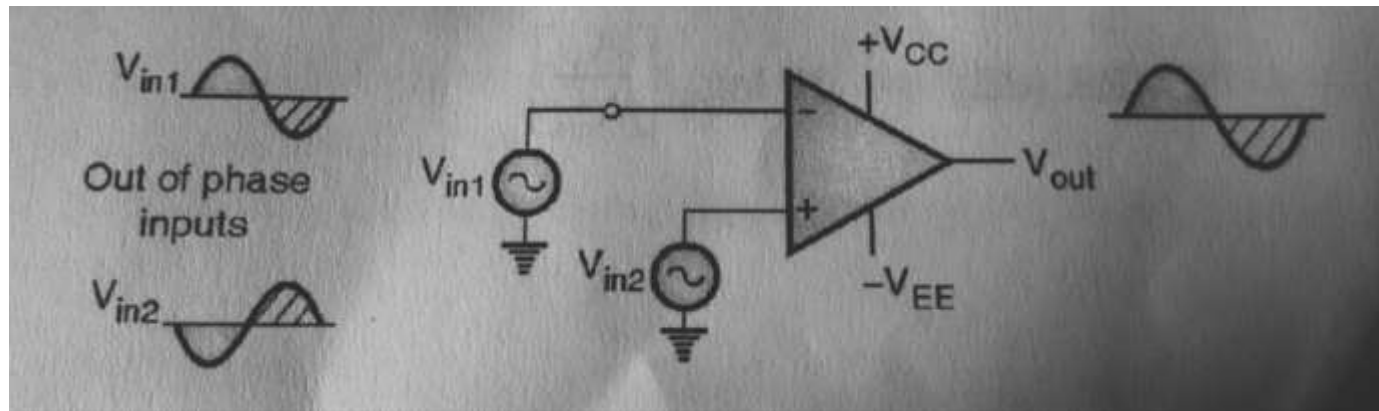 Vin1
Out of phase
inputs
Vin2
Vin1
Vin2
−
+
+VCC
−VEE
Vout